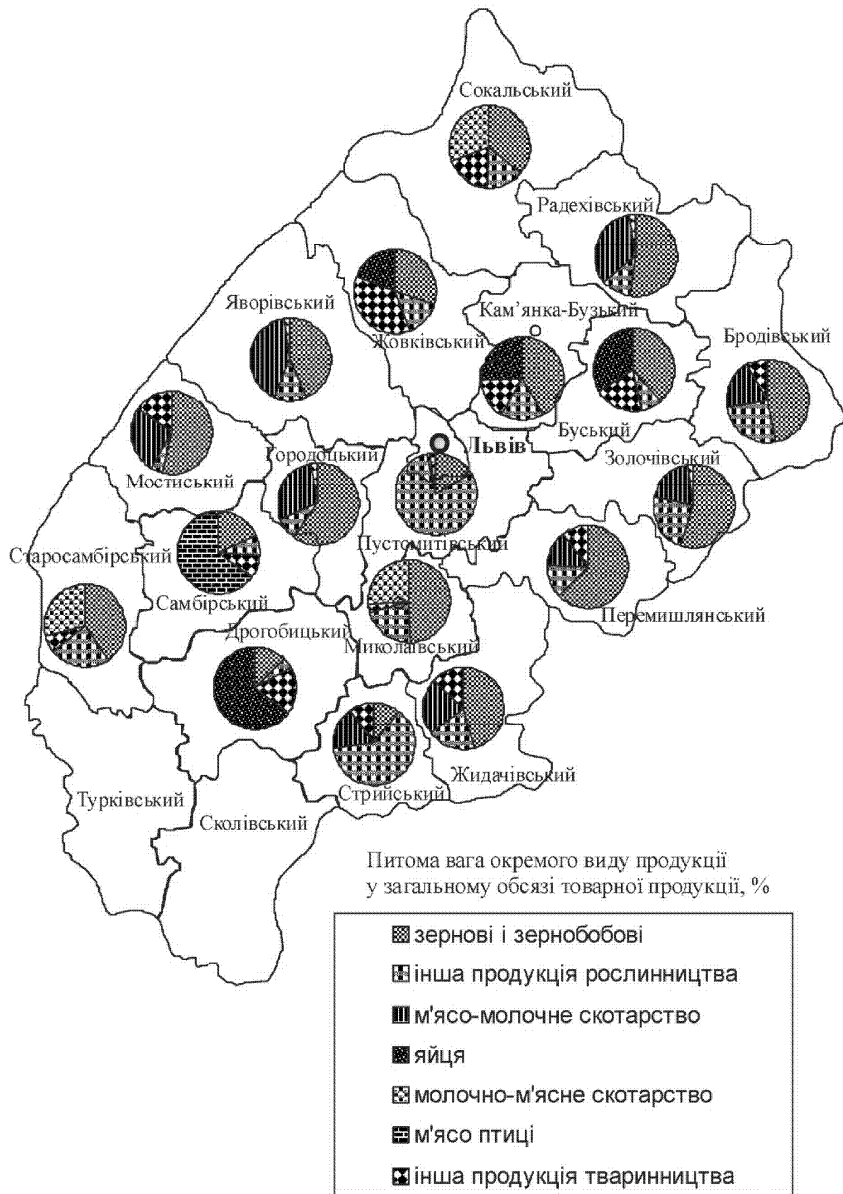 Сокальський
Радехівський
Яворівський
Жовківський
Кам'янка-Бузький
Бродівський
Буський
Львів
Мостиський
Городоцький
Золочівський
Пустомитівський
Старосамбірський
Самбірський
Перемишлянський
Дрогобицький
Миколаївський
Жидачівський
Турківський
Стрийський
Сколівський
Питома вага окремого виду продукції
у загальному обсязі товарної продукції, %
зернові і зернобобові
інша продукція рослинництва
м'ясо-молочне скотарство
яйця
молочно-м'ясне скотарство
м'ясо птиці
інша продукція тваринництва